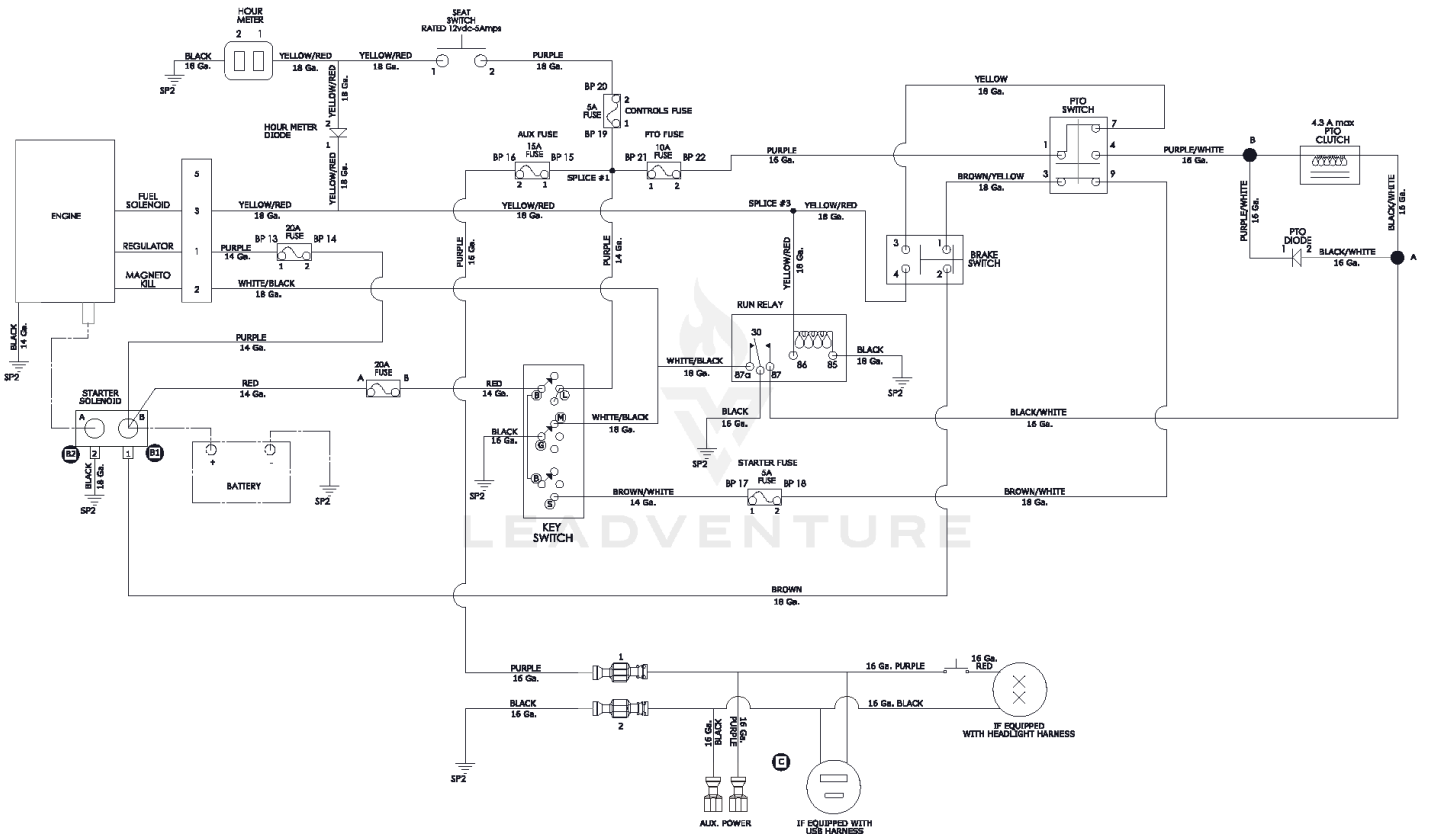 HOUR
METER
2 1
SEAT
SWITCH
RATED 12vdc-5Amps
BLACK
18 Ga.
SP2
YELLOW/RED
18 Ga.
YELLOW/RED
18 Ga.
1 2
PURPLE
18 Ga.
YELLOW/RED
18 Ga.
HOUR METER
DIODE
2
1
YELLOW/RED
18 Ga.
BP 20
5A
FUSE
2
1
CONTROLS FUSE
BP 19
AUX FUSE
15A
FUSE
BP 16 BP 15
2 1
SPLICE #1
PTO FUSE
10A
FUSE
BP 21 BP 22
1 2
PURPLE
16 Ga.
YELLOW
18 Ga.
PTO
SWITCH
7
1 4
3 9
BROWN/YELLOW
18 Ga.
PURPLE/WHITE
16 Ga.
B
4.3 A max
PTO
CLUTCH
PURPLE/WHITE
16 Ga.
PTO
DIODE
1 2
BLACK/WHITE
16 Ga.
BLACK/WHITE
16 Ga.
A
ENGINE
FUEL
SOLENOID
REGULATOR
MAGNETO
KILL
5
3
1
2
YELLOW/RED
18 Ga.
YELLOW/RED
18 Ga.
SPLICE #3
YELLOW/RED
18 Ga.
PURPLE
14 Ga.
BP 13
20A
FUSE
BP 14
1 2
WHITE/BLACK
18 Ga.
PURPLE
16 Ga.
PURPLE
14 Ga.
YELLOW/RED
18 Ga.
3 1
4 2
BRAKE
SWITCH
BLACK
14 Ga.
SP2
PURPLE
14 Ga.
RED
14 Ga.
20A
FUSE
A B
RED
14 Ga.
RUN RELAY
30
86 85
87a 87
WHITE/BLACK
18 Ga.
BLACK
18 Ga.
SP2
BLACK
16 Ga.
SP2
BLACK/WHITE
16 Ga.
STARTER
SOLENOID
A B
B2
2
1
B1
BLACK
18 Ga.
SP2
+ -
BATTERY
SP2
B L
M
G
B
S
KEY
SWITCH
BLACK
16 Ga.
SP2
WHITE/BLACK
18 Ga.
BROWN/WHITE
14 Ga.
STARTER FUSE
5A
FUSE
BP 17 BP 18
1 2
BROWN/WHITE
18 Ga.
LEADVENTURE
BROWN
18 Ga.
PURPLE
16 Ga.
1
16 Ga. PURPLE
16 Ga.
RED
BLACK
16 Ga.
2
16 Ga. BLACK
SP2
16 Ga.
BLACK
16 Ga.
PURPLE
C
AUX. POWER
IF EQUIPPED WITH
USB HARNESS
IF EQUIPPED
WITH HEADLIGHT HARNESS